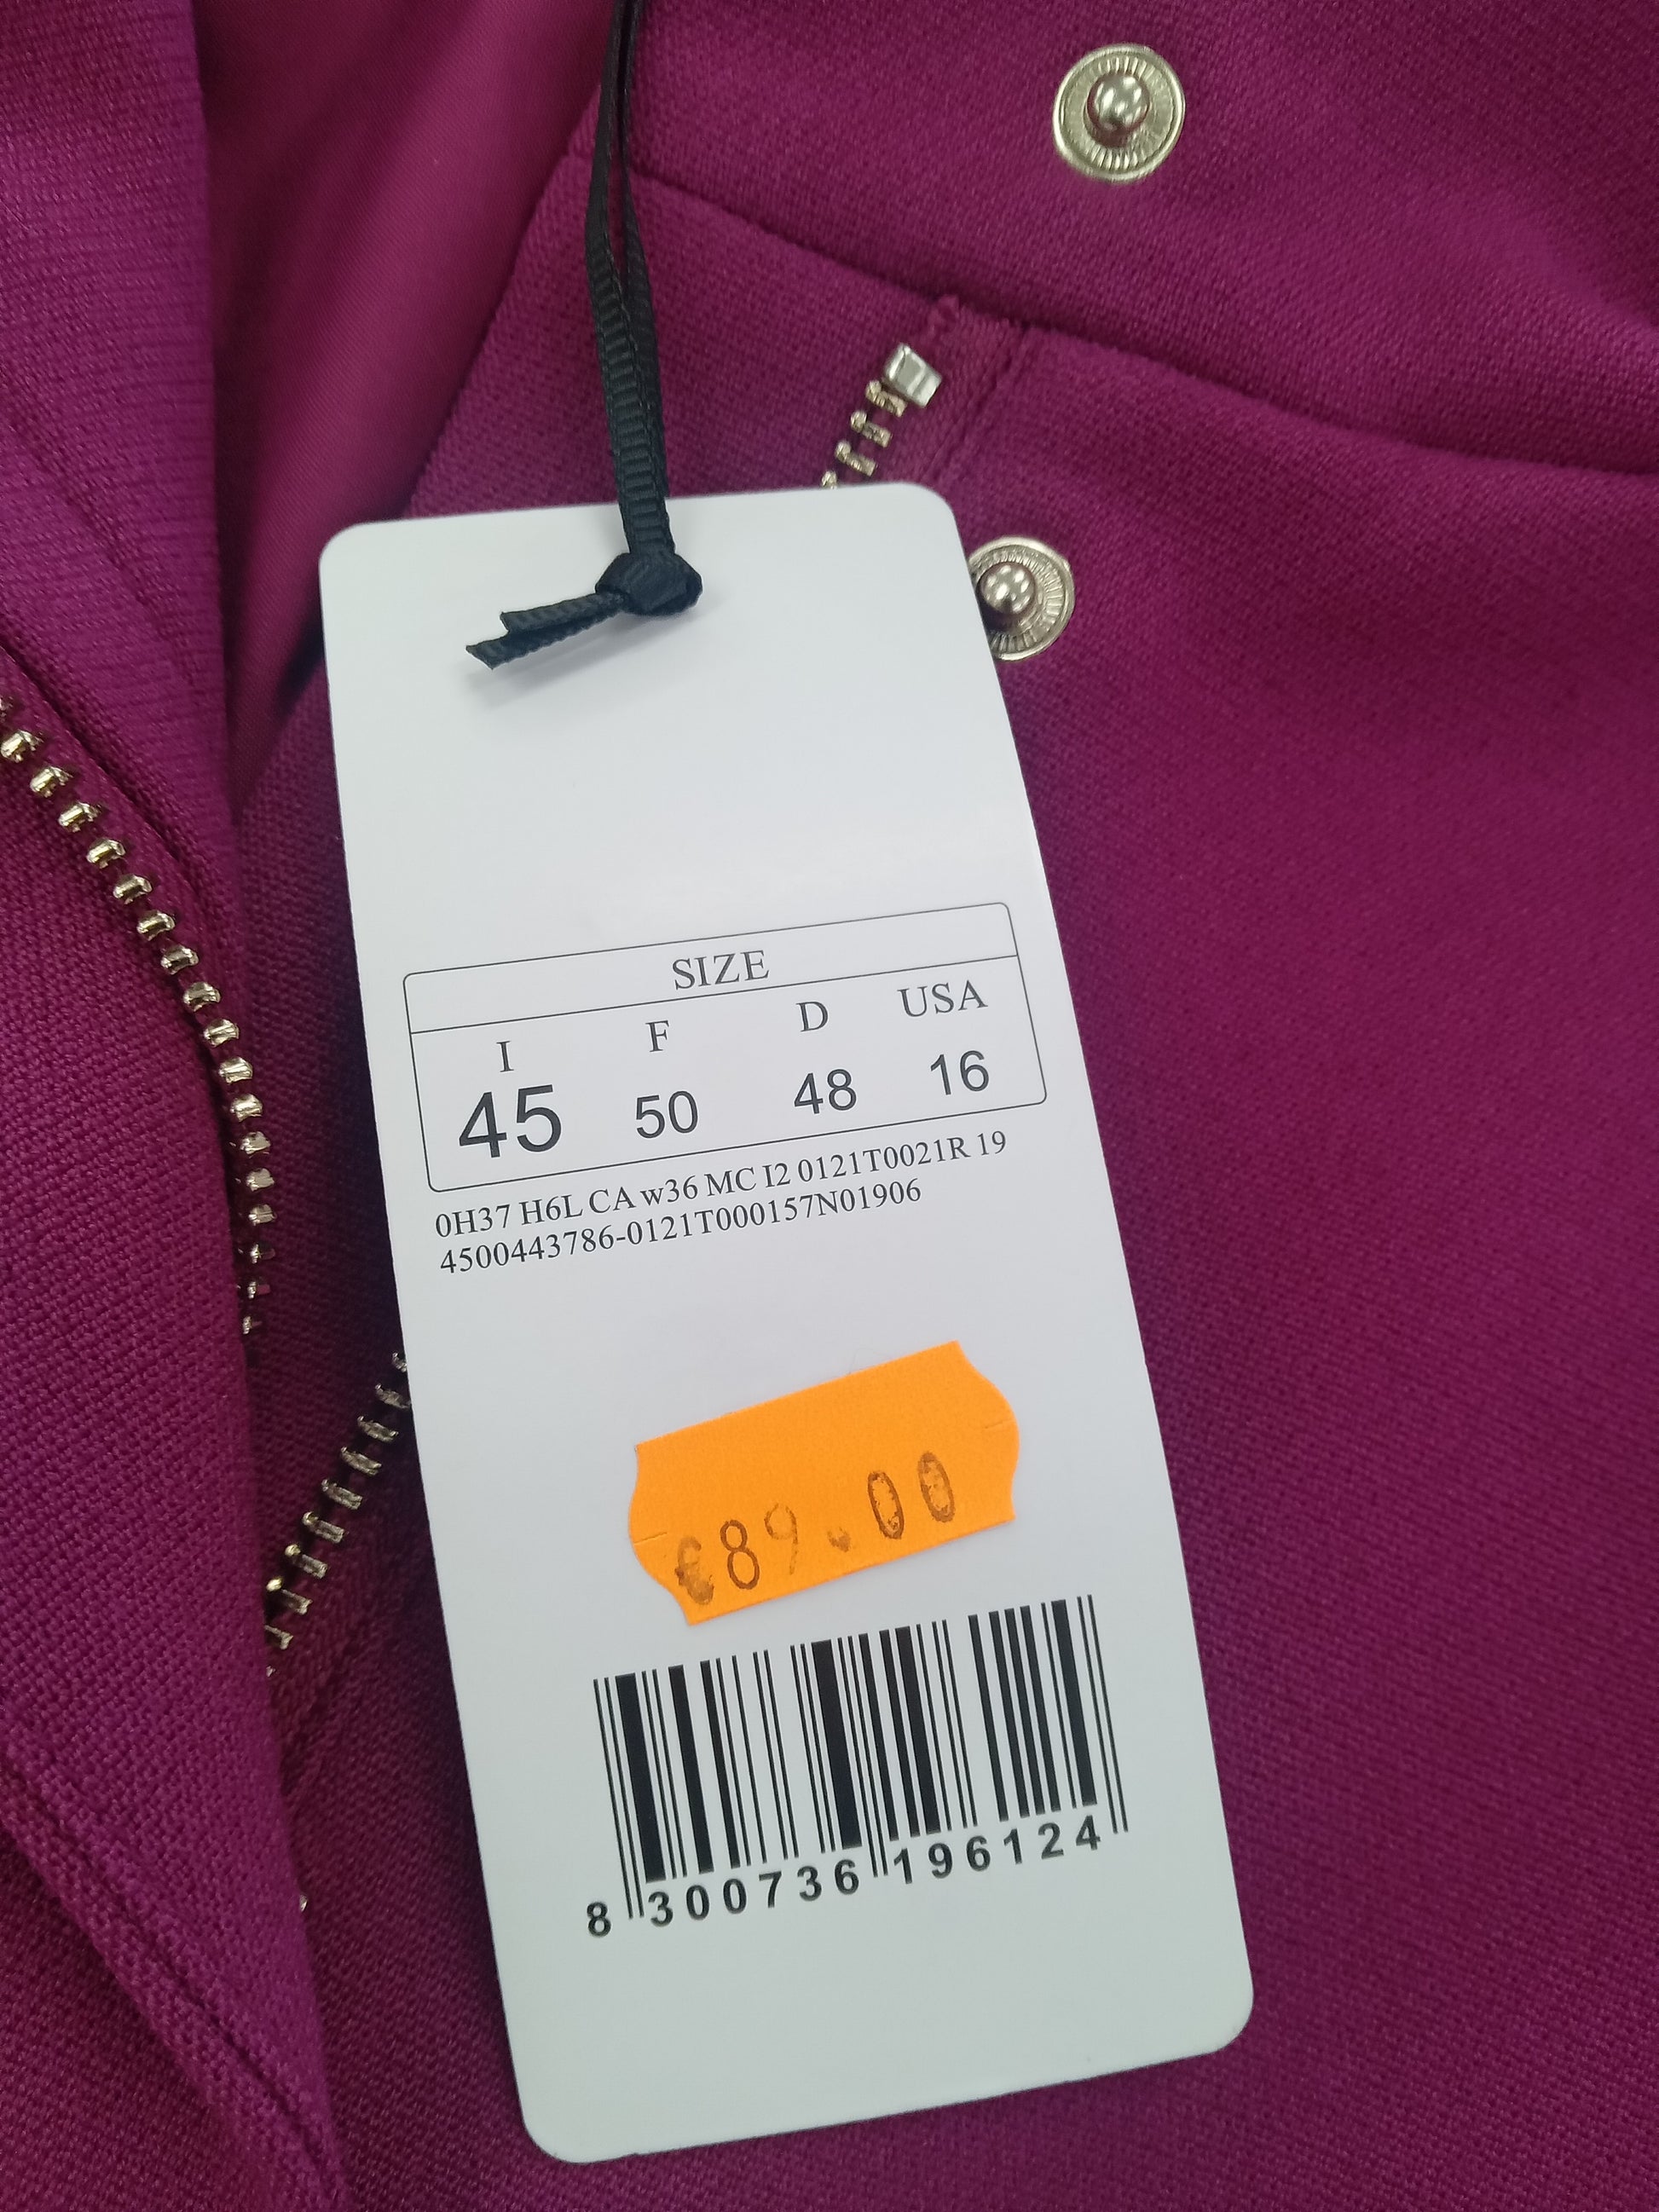 SIZE
I F D USA
45 50 48 16
0H37 H6L CA w36 MC I2 0121T0021R 19
4500443786-0121T000157N01906
€89.00
8 300736 196124